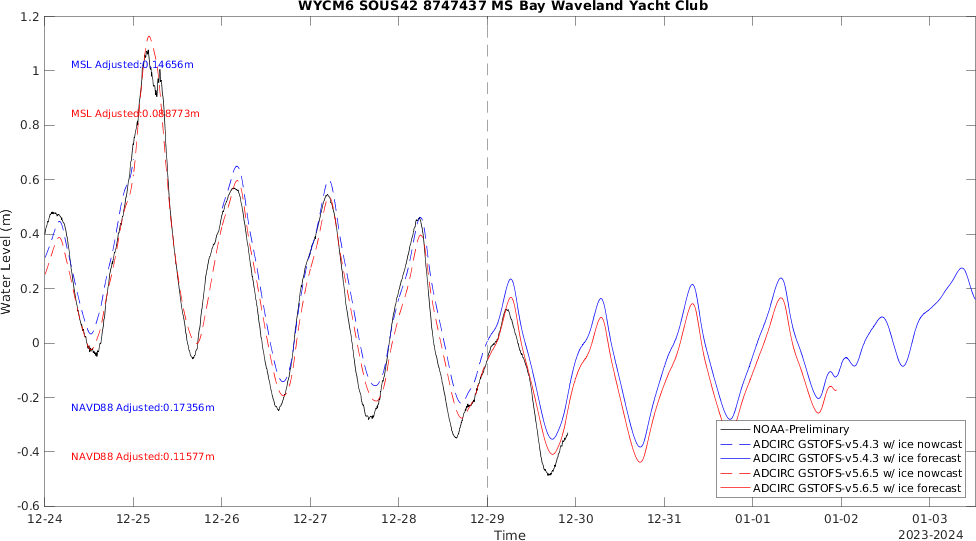 WYCM6 SOUS42 8747437 MS Bay Waveland Yacht Club
1.2
1
0.8
0.6
0.4
0.2
0
-0.2
-0.4
-0.6
Water Level (m)
MSL Adjusted:0.14656m
MSL Adjusted:0.088773m
NAVD88 Adjusted:0.17356m
NAVD88 Adjusted:0.11577m
NOAA-Preliminary
ADCIRC GSTOFS-v5.4.3 w/ ice nowcast
ADCIRC GSTOFS-v5.4.3 w/ ice forecast
ADCIRC GSTOFS-v5.6.5 w/ ice nowcast
ADCIRC GSTOFS-v5.6.5 w/ ice forecast
12-24 12-25 12-26 12-27 12-28 12-29 12-30 12-31 01-01 01-02 01-03
Time
2023-2024